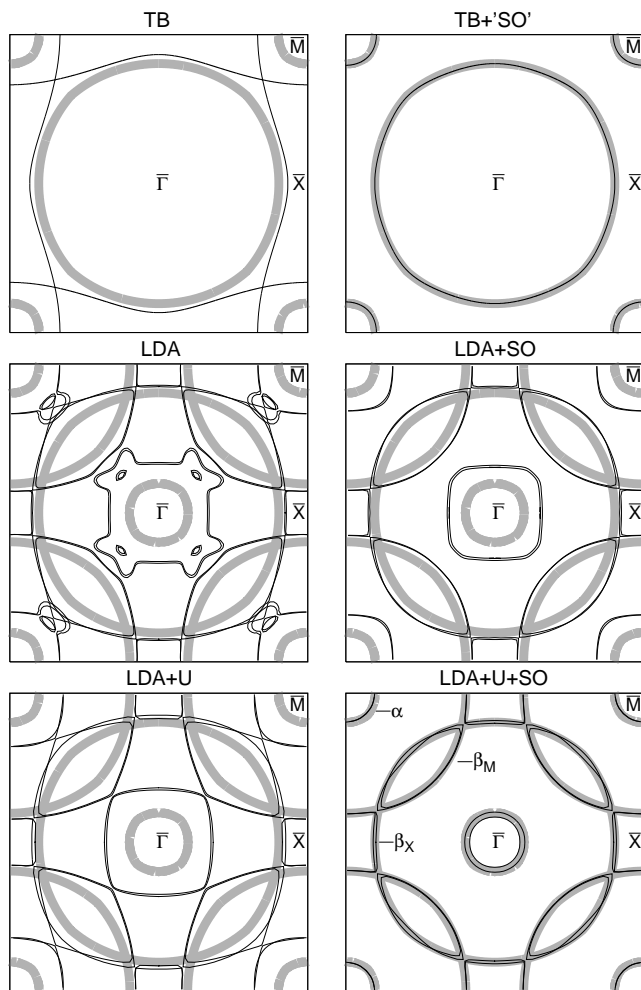 TB
TB+'SO'
M̅
M̅
Γ̅
X̅
Γ̅
X̅
LDA
LDA+SO
M̅
M̅
Γ̅
X̅
Γ̅
X̅
LDA+U
LDA+U+SO
M̅
M̅
α
β_M
Γ̅
X̅
β_X
Γ̅
X̅